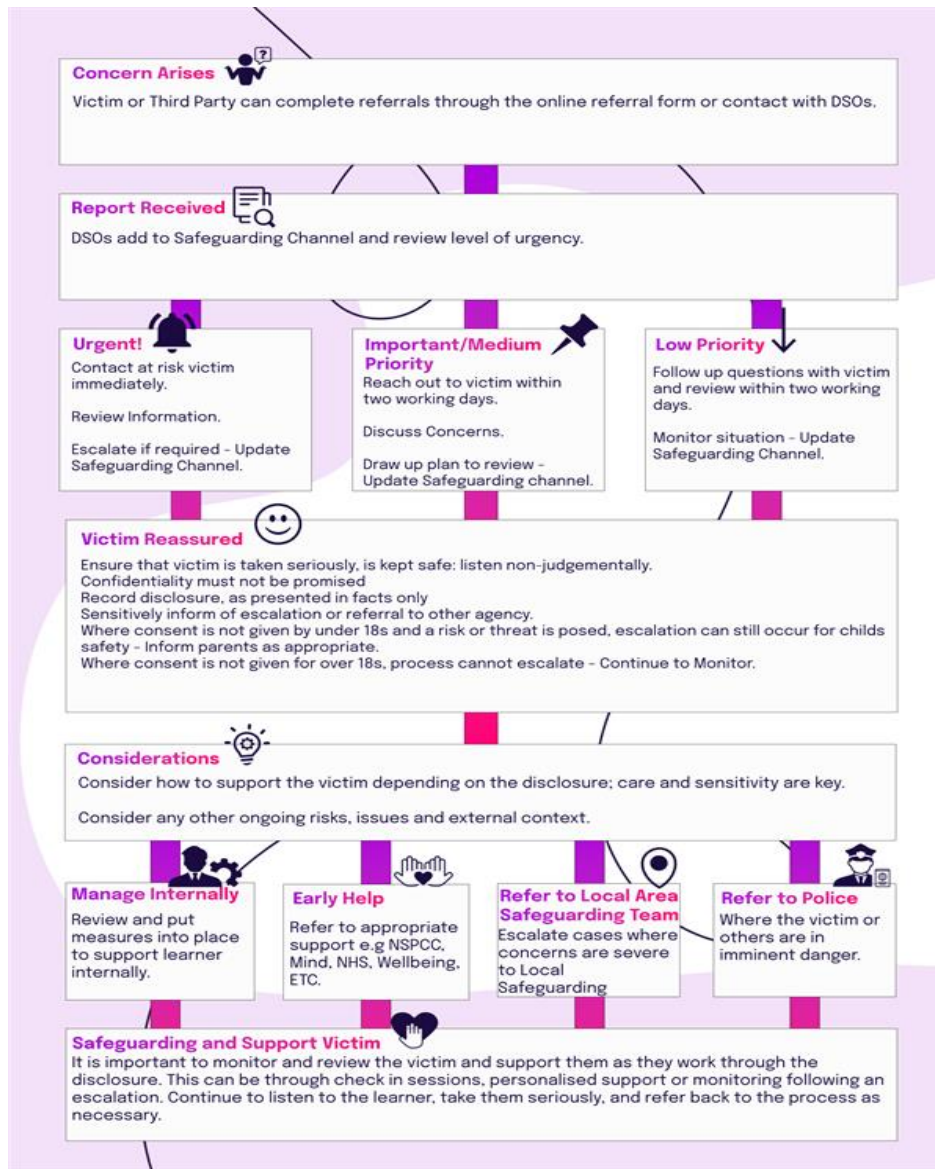 Concern Arises
?
Victim or Third Party can complete referrals through the online referral form or contact with DSOs.
Report Received
DSOs add to Safeguarding Channel and review level of urgency.
Urgent!
Contact at risk victim
immediately.
Review Information.
Escalate if required - Update
Safeguarding Channel.
Important/Medium
Priority
Reach out to victim within
two working days.
Discuss Concerns.
Draw up plan to review -
Update Safeguarding channel.
Low Priority
Follow up questions with victim
and review within two working
days.
Monitor situation - Update
Safeguarding Channel.
Victim Reassured
Ensure that victim is taken seriously, is kept safe: listen non-judgementally.
Confidentiality must not be promised
Record disclosure, as presented in facts only
Sensitively inform of escalation or referral to other agency.
Where consent is not given by under 18s and a risk or threat is posed, escalation can still occur for childs
safety - Inform parents as appropriate.
Where consent is not given for over 18s, process cannot escalate - Continue to Monitor.
Considerations
Consider how to support the victim depending on the disclosure; care and sensitivity are key.
Consider any other ongoing risks, issues and external context.
Manage Internally
Review and put
measures into place
to support learner
internally.
Early Help
Refer to appropriate
support e.g NSPCC,
Mind, NHS, Wellbeing,
ETC.
Refer to Local Area
Safeguarding Team
Escalate cases where
concerns are severe
to Local
Safeguarding
Refer to Police
Where the victim or
others are in
imminent danger.
Safeguarding and Support Victim
It is important to monitor and review the victim and support them as they work through the
disclosure. This can be through check in sessions, personalised support or monitoring following an
escalation. Continue to listen to the learner, take them seriously, and refer back to the process as
necessary.